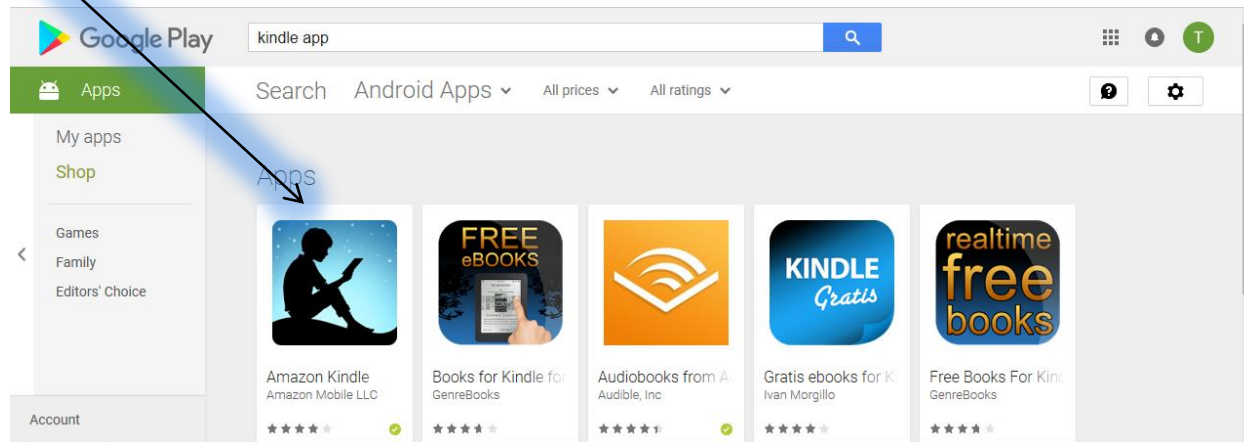 Google Play
kindle app
T
Apps
Search Android Apps All prices All ratings
My apps
Shop
Games
Family
Editors' Choice
Account
Apps
FREE
eBOOKS
KINDLE
Gratis
realtime
free
books
Amazon Kindle
Amazon Mobile LLC
Books for Kindle for
GenreBooks
Audiobooks from A
Audible, Inc
Gratis ebooks for K
Ivan Morgillo
Free Books For Kind
GenreBooks